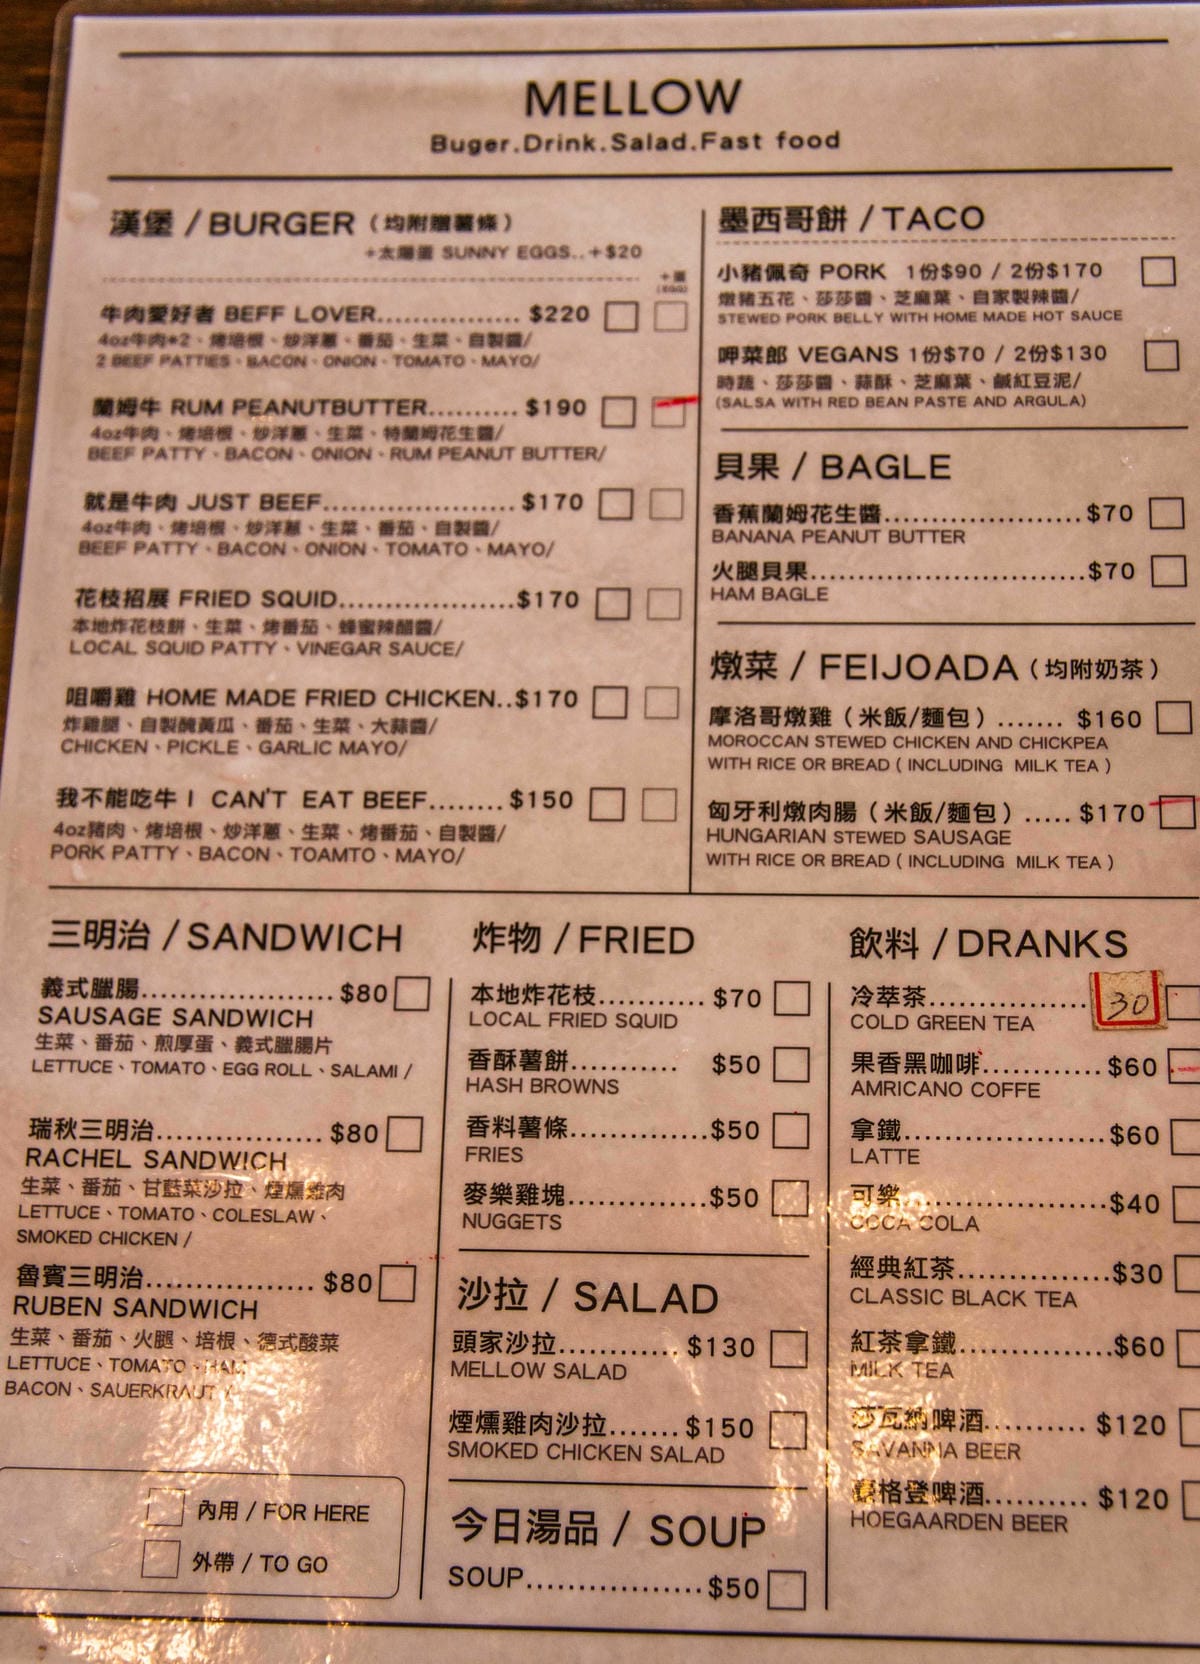 MELLOW
Buger.Drink.Salad.Fast food
漢堡 / BURGER（均附贈薯條）
+太陽蛋 SUNNY EGGS..+$20
+蛋
(EGG)
牛肉愛好者 BEFF LOVER................ $220
4oz牛肉*2、烤培根、炒洋蔥、番茄、生菜、自製醬/
2 BEEF PATTIES、BACON、ONION、TOMATO、MAYO/
蘭姆牛 RUM PEANUTBUTTER.......... $190
4oz牛肉、烤培根、炒洋蔥、生菜、特蘭姆花生醬/
BEEF PATTY、BACON、ONION、RUM PEANUT BUTTER/
就是牛肉 JUST BEEF...................... $170
4oz牛肉、烤培根、炒洋蔥、生菜、番茄、自製醬/
BEEF PATTY、BACON、ONION、TOMATO、MAYO/
花枝招展 FRIED SQUID....................$170
本地炸花枝餅、生菜、烤番茄、蜂蜜辣醋醬/
LOCAL SQUID PATTY、VINEGAR SAUCE/
咀嚼雞 HOME MADE FRIED CHICKEN..$170
炸雞腿、自製醃黃瓜、番茄、生菜、大蒜醬/
CHICKEN、PICKLE、GARLIC MAYO/
我不能吃牛 I CAN'T EAT BEEF........ $150
4oz豬肉、烤培根、炒洋蔥、生菜、烤番茄、自製醬/
PORK PATTY、BACON、TOAMTO、MAYO/
墨西哥餅 / TACO
小豬佩奇 PORK 1份$90 / 2份$170
燉豬五花、莎莎醬、芝麻葉、自家製辣醬/
STEWED PORK BELLY WITH HOME MADE HOT SAUCE
呷菜郎 VEGANS 1份$70 / 2份$130
時蔬、莎莎醬、蒜酥、芝麻葉、鹹紅豆泥/
(SALSA WITH RED BEAN PASTE AND ARGULA)
貝果 / BAGLE
香蕉蘭姆花生醬......................$70
BANANA PEANUT BUTTER
火腿貝果..............................$70
HAM BAGLE
燉菜 / FEIJOADA（均附奶茶）
摩洛哥燉雞（米飯/麵包）....... $160
MOROCCAN STEWED CHICKEN AND CHICKPEA
WITH RICE OR BREAD ( INCLUDING MILK TEA )
匈牙利燉肉腸（米飯/麵包）..... $170
HUNGARIAN STEWED SAUSAGE
WITH RICE OR BREAD ( INCLUDING MILK TEA )
三明治 / SANDWICH
義式臘腸...................... $80
SAUSAGE SANDWICH
生菜、番茄、煎厚蛋、義式臘腸片
LETTUCE、TOMATO、EGG ROLL、SALAMI /
瑞秋三明治................... $80
RACHEL SANDWICH
生菜、番茄、甘藍菜沙拉、煙燻雞肉
LETTUCE、TOMATO、COLESLAW、
SMOKED CHICKEN /
魯賓三明治.................... $80
RUBEN SANDWICH
生菜、番茄、火腿、培根、德式酸菜
LETTUCE、TOMATO、HAM
BACON、SAUERKRAUT /
內用 / FOR HERE
外帶 / TO GO
炸物 / FRIED
本地炸花枝............ $70
LOCAL FRIED SQUID
香酥薯餅............ $50
HASH BROWNS
香料薯條...............$50
FRIES
麥樂雞塊...............$50
NUGGETS
沙拉 / SALAD
頭家沙拉............. $130
MELLOW SALAD
煙燻雞肉沙拉....... $150
SMOKED CHICKEN SALAD
今日湯品 / SOUP
SOUP...................$50
飲料 / DRANKS
冷萃茶................. 30
COLD GREEN TEA
果香黑咖啡............. $60
AMRICANO COFFE
拿鐵......................$60
LATTE
可樂......................$40
COCA COLA
經典紅茶.................$30
CLASSIC BLACK TEA
紅茶拿鐵.................$60
MILK TEA
莎瓦納啤酒........... $120
SAVANNA BEER
豪格登啤酒........... $120
HOEGAARDEN BEER